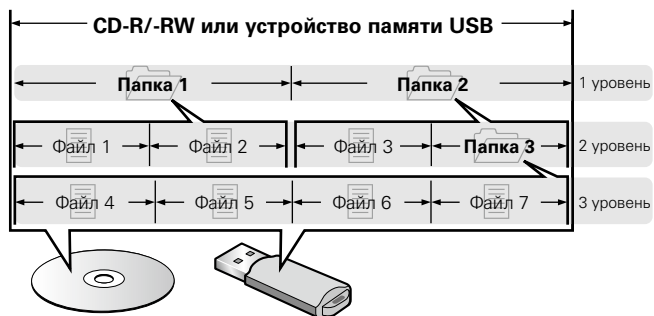 CD-R/-RW или устройство памяти USB
Папка 1 Папка 2 1 уровень
Файл 1 Файл 2 Файл 3 Папка 3 2 уровень
Файл 4 Файл 5 Файл 6 Файл 7 3 уровень